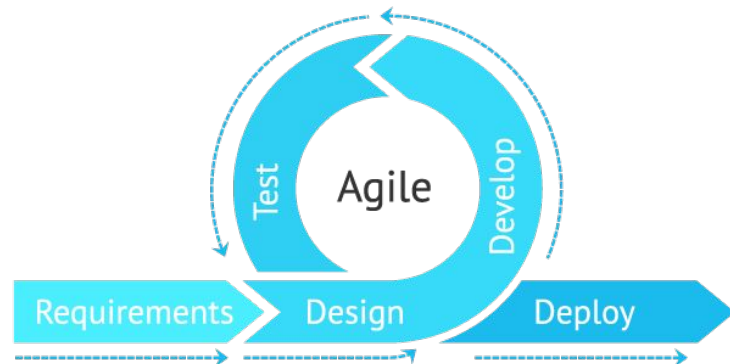 Agile
Test
Develop
Requirements
Design
Deploy